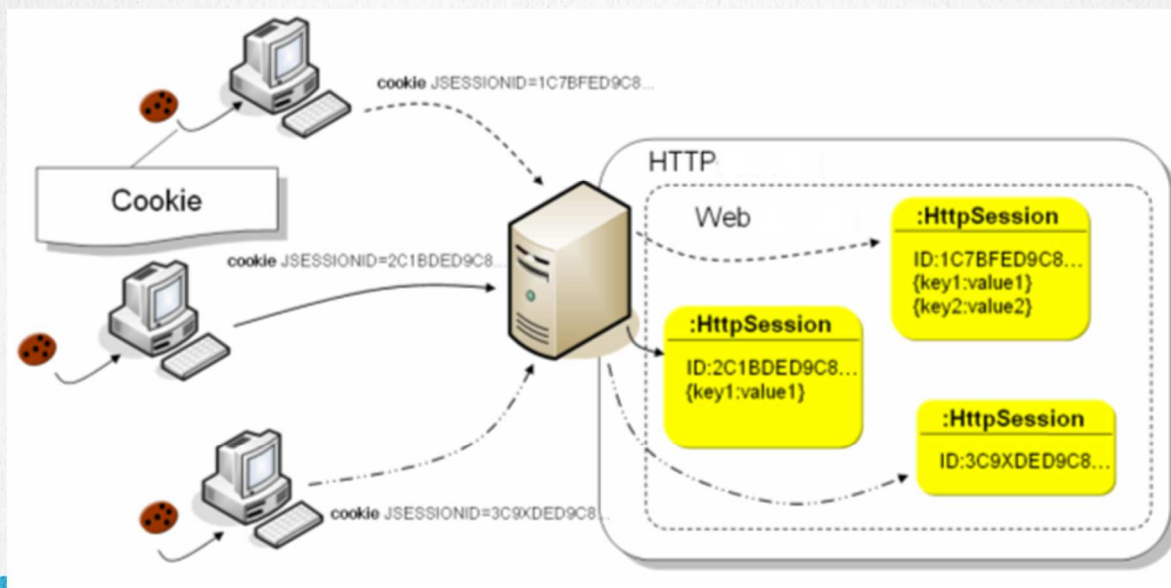 cookie JSESSIONID=1C7BFED9C8...
Cookie
cookie JSESSIONID=2C1BDED9C8...
cookie JSESSIONID=3C9XDED9C8...
HTTP
Web
:HttpSession
ID:1C7BFED9C8...
{key1:value1}
{key2:value2}
:HttpSession
ID:2C1BDED9C8...
{key1:value1}
:HttpSession
ID:3C9XDED9C8...